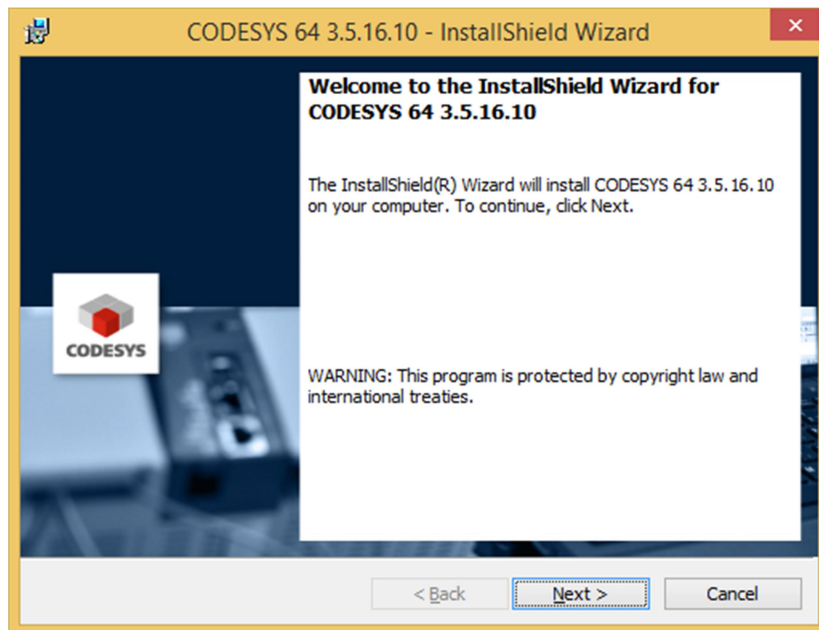 CODESYS 64 3.5.16.10 - InstallShield Wizard
Welcome to the InstallShield Wizard for
CODESYS 64 3.5.16.10
The InstallShield(R) Wizard will install CODESYS 64 3.5.16.10
on your computer. To continue, click Next.
CODESYS
WARNING: This program is protected by copyright law and
international treaties.
< Back
Next >
Cancel